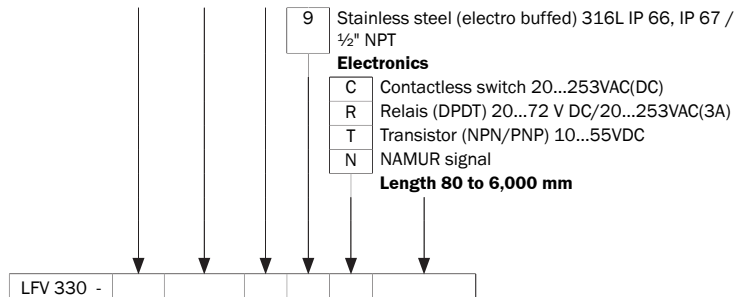 9 Stainless steel (electro buffed) 316L IP 66, IP 67 /
½" NPT
Electronics
C Contactless switch 20...253VAC(DC)
R Relais (DPDT) 20...72 V DC/20...253VAC(3A)
T Transistor (NPN/PNP) 10...55VDC
N NAMUR signal
Length 80 to 6,000 mm
LFV 330 -